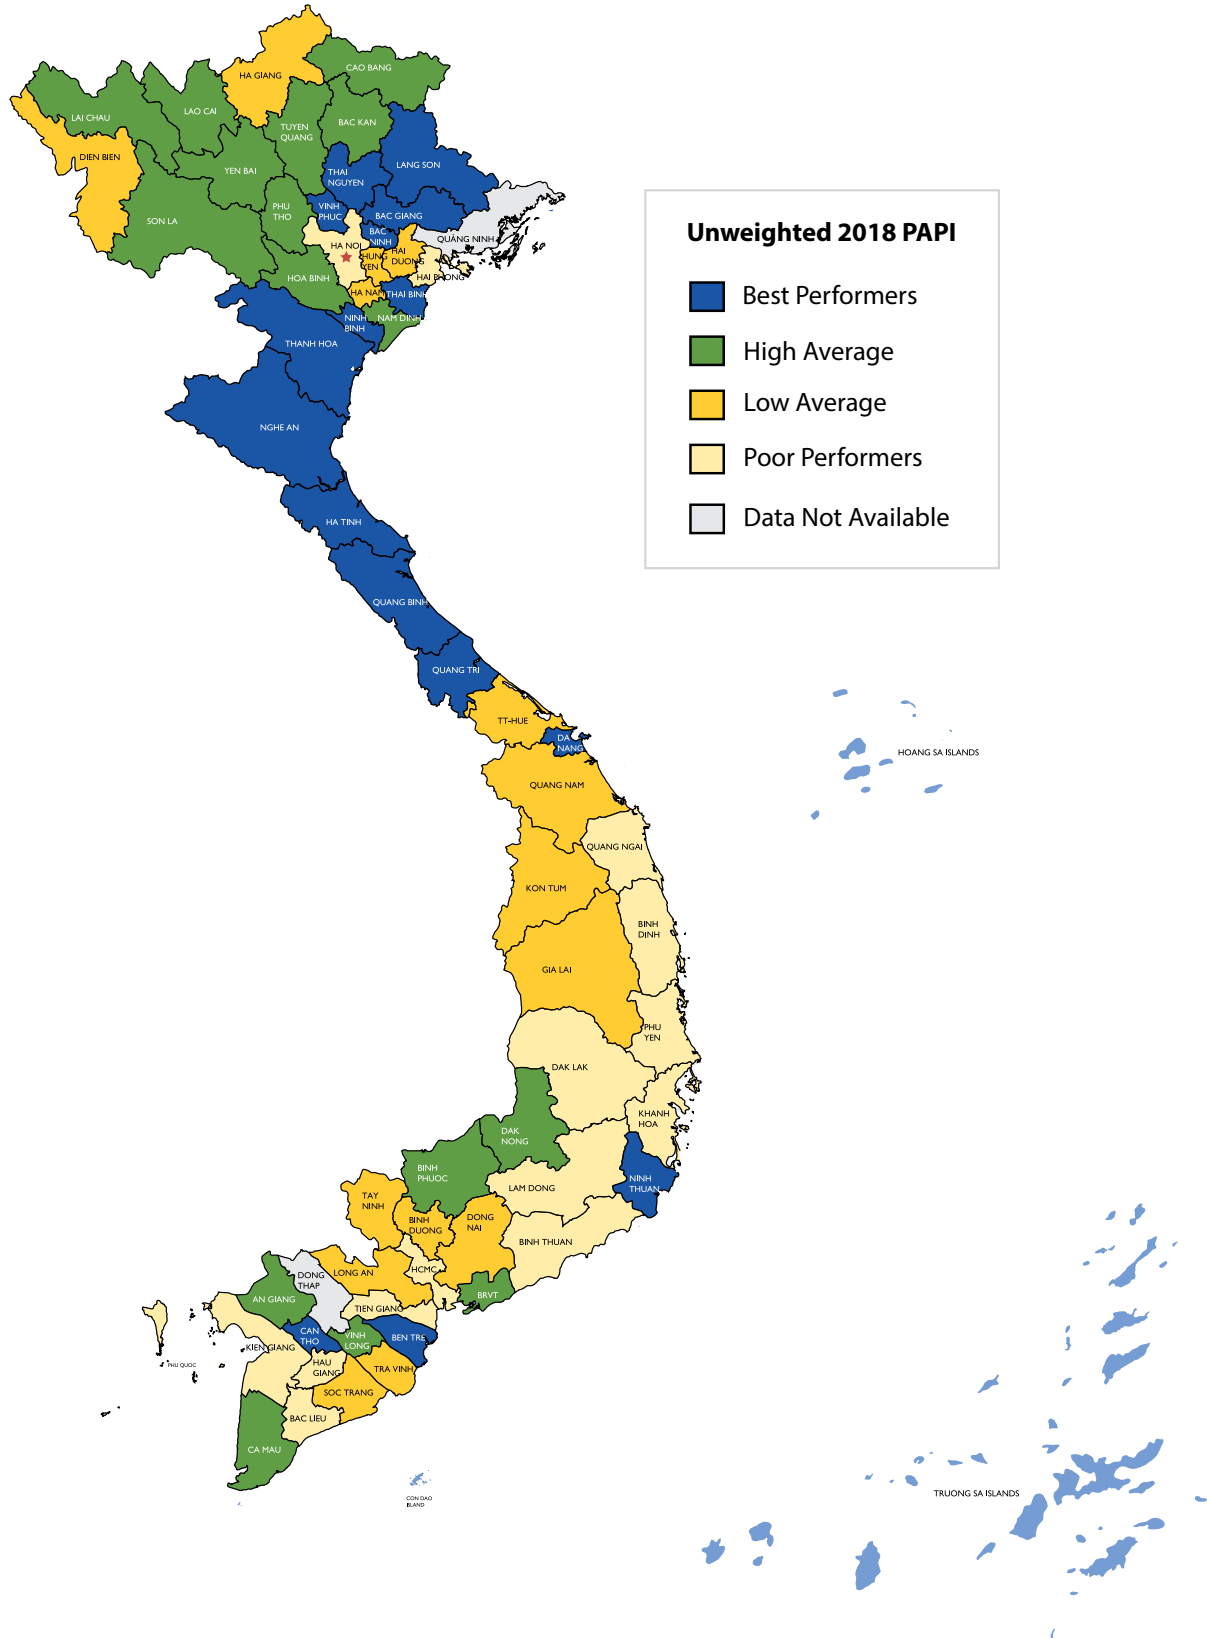 HA GIANG
CAO BANG
LAI CHAU
LAO CAI
TUYEN
QUANG
BAC KAN
DIEN BIEN
YEN BAI
THAI
NGUYEN
LANG SON
SON LA
PHU
THO
VINH
PHUC
BAC GIANG
BAC
NINH
QUANG NINH
HA NOI
HUNG
YEN
HAI
DUONG
HAI PHONG
HOA BINH
HA NAM
THAI BINH
NINH
BINH
NAM DINH
THANH HOA
NGHE AN
HA TINH
QUANG BINH
QUANG TRI
TT-HUE
DA
NANG
QUANG NAM
QUANG NGAI
KON TUM
BINH
DINH
GIA LAI
PHU
YEN
DAK LAK
KHANH
HOA
DAK
NONG
BINH
PHUOC
LAM DONG
NINH
THUAN
TAY
NINH
BINH
DUONG
DONG
NAI
BINH THUAN
HCMC
LONG AN
DONG
THAP
AN GIANG
BRVT
TIEN GIANG
CAN
THO
VINH
LONG
BEN TRE
KIEN GIANG
HAU
GIANG
TRA VINH
PHU QUOC
SOC TRANG
BAC LIEU
CA MAU
CON DAO
ISLAND
Unweighted 2018 PAPI
Best Performers
High Average
Low Average
Poor Performers
Data Not Available
HOANG SA ISLANDS
TRUONG SA ISLANDS